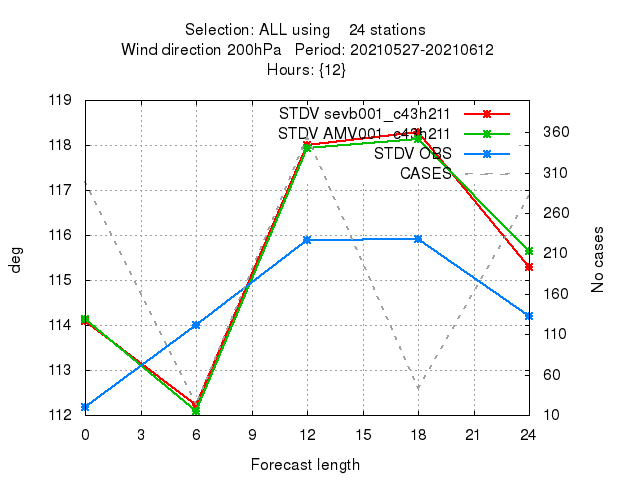 Selection: ALL using    24 stations
Wind direction 200hPa   Period: 20210527-20210612
Hours: {12}
STDV sevb001_c43h211
STDV AMV001_c43h211
STDV OBS
CASES
119
118
117
116
115
114
113
112
360
310
260
210
160
110
60
10
0 3 6 9 12 15 18 21 24
deg
No cases
Forecast length